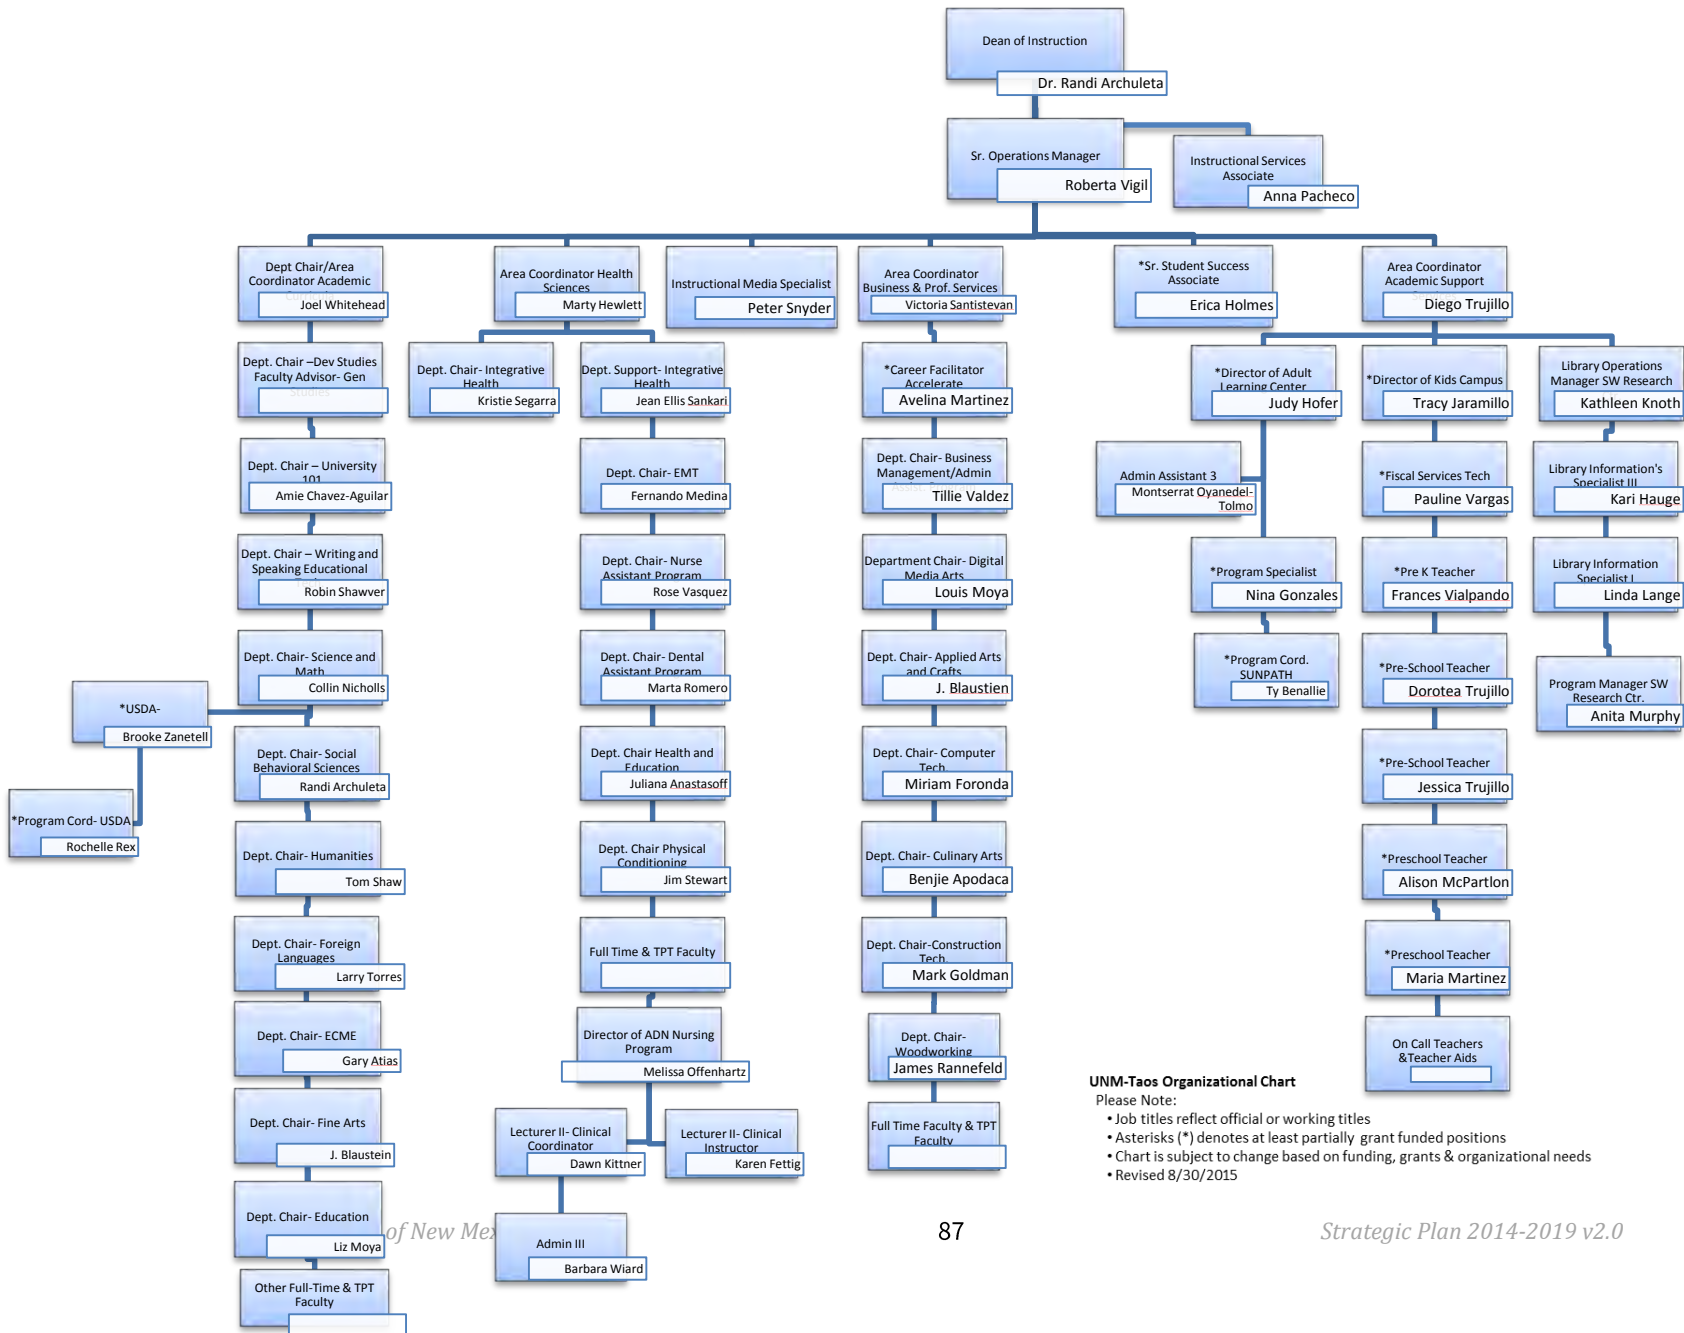 Dean of Instruction
Dr. Randi Archuleta
Sr. Operations Manager
Roberta Vigil
Instructional Services
Associate
Anna Pacheco
Dept Chair/Area
Coordinator Academic
Joel Whitehead
Area Coordinator Health
Sciences
Marty Hewlett
Instructional Media Specialist
Peter Snyder
Area Coordinator
Business & Prof. Services
Victoria Santistevan
*Sr. Student Success
Associate
Erica Holmes
Area Coordinator
Academic Support
Diego Trujillo
Dept. Chair –Dev Studies
Faculty Advisor- Gen
Studies
Dept. Chair – University
101
Amie Chavez-Aguilar
Dept. Chair – Writing and
Speaking Educational
Robin Shawver
Dept. Chair- Science and
Math
Collin Nicholls
*USDA-
Brooke Zanetell
*Program Cord- USDA
Rochelle Rex
Dept. Chair- Social
Behavioral Sciences
Randi Archuleta
Dept. Chair- Humanities
Tom Shaw
Dept. Chair- Foreign
Languages
Larry Torres
Dept. Chair- ECME
Gary Atias
Dept. Chair- Fine Arts
J. Blaustein
Dept. Chair- Education
Liz Moya
Other Full-Time & TPT
Faculty
Dept. Chair- Integrative
Health
Kristie Segarra
Dept. Support- Integrative
Health
Jean Ellis Sankari
Dept. Chair- EMT
Fernando Medina
Dept. Chair- Nurse
Assistant Program
Rose Vasquez
Dept. Chair- Dental
Assistant Program
Marta Romero
Dept. Chair Health and
Education
Juliana Anastasoff
Dept. Chair Physical
Conditioning
Jim Stewart
Full Time & TPT Faculty
Director of ADN Nursing
Program
Melissa Offenhartz
Lecturer II- Clinical
Coordinator
Dawn Kittner
Lecturer II- Clinical
Instructor
Karen Fettig
Admin III
Barbara Wiard
*Career Facilitator
Accelerate
Avelina Martinez
Dept. Chair- Business
Management/Admin
Assist. Program
Tillie Valdez
Department Chair- Digital
Media Arts
Louis Moya
Dept. Chair- Applied Arts
and Crafts
J. Blaustien
Dept. Chair- Computer
Tech.
Miriam Foronda
Dept. Chair- Culinary Arts
Benjie Apodaca
Dept. Chair-Construction
Tech.
Mark Goldman
Dept. Chair-
Woodworking
James Rannefeld
Full Time Faculty & TPT
Faculty
*Director of Adult
Learning Center
Judy Hofer
Admin Assistant 3
Montserrat Oyanedel-
Tolmo
*Program Specialist
Nina Gonzales
*Program Cord.
SUNPATH
Ty Benallie
*Director of Kids Campus
Tracy Jaramillo
*Fiscal Services Tech
Pauline Vargas
*Pre K Teacher
Frances Vialpando
*Pre-School Teacher
Dorotea Trujillo
*Pre-School Teacher
Jessica Trujillo
*Preschool Teacher
Alison McPartlon
*Preschool Teacher
Maria Martinez
On Call Teachers
&Teacher Aids
Library Operations
Manager SW Research
Kathleen Knoth
Library Information's
Specialist III
Kari Hauge
Library Information
Specialist I
Linda Lange
Program Manager SW
Research Ctr.
Anita Murphy
UNM-Taos Organizational Chart
Please Note:
• Job titles reflect official or working titles
• Asterisks (*) denotes at least partially grant funded positions
• Chart is subject to change based on funding, grants & organizational needs
• Revised 8/30/2015
of New Mex
87
Strategic Plan 2014-2019 v2.0